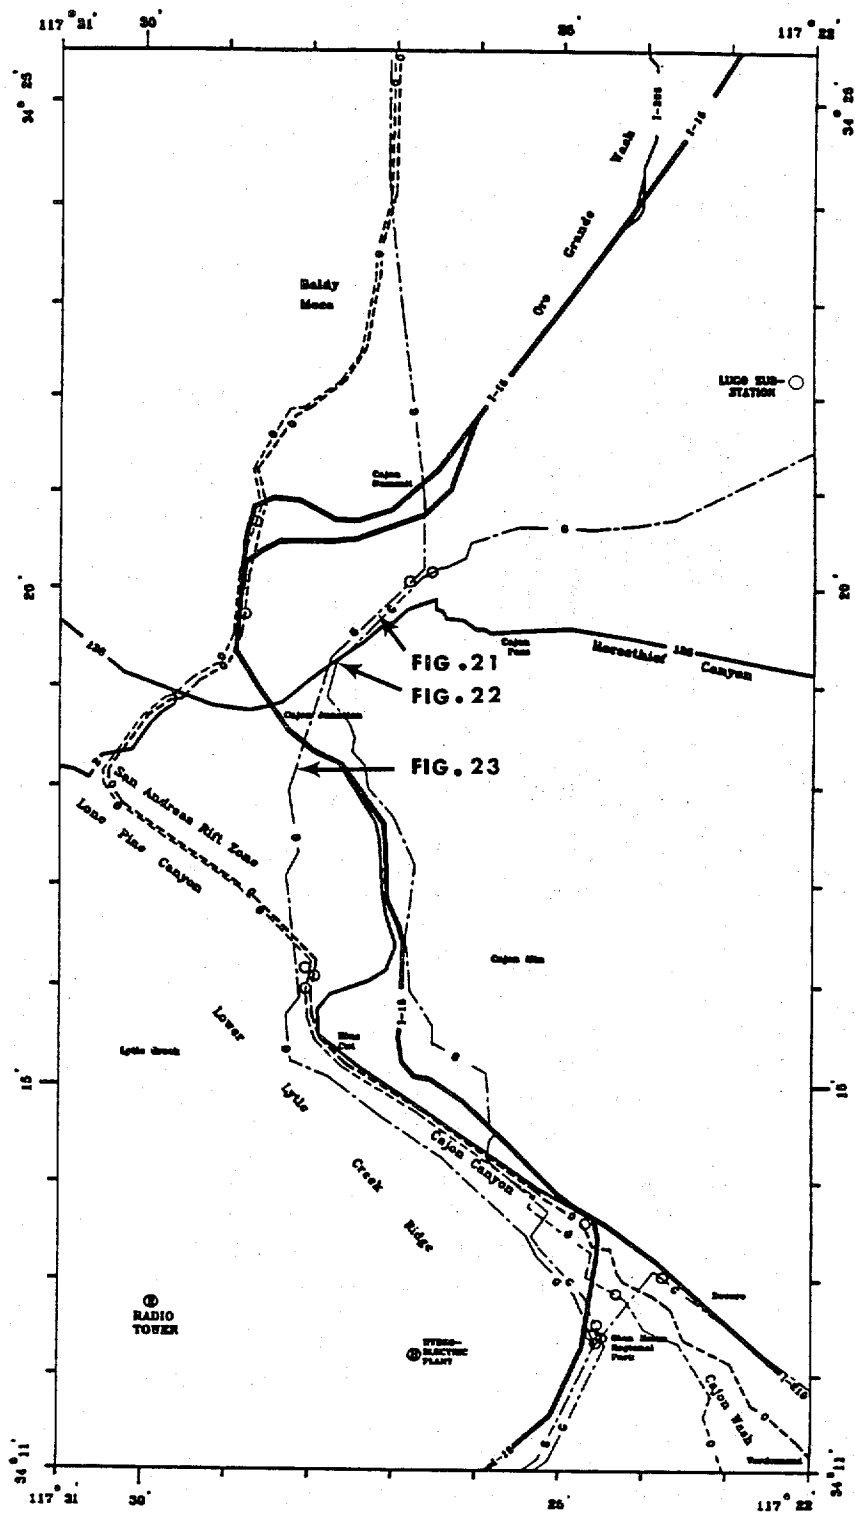 117° 31'
30'
25'
117° 22'
34° 25'
34° 25'
I-395
I-15
Wash
Grande
Oro
Baldy
Mesa
LUGO SUB-
STATION
I-15
G
Cajon
Summit
G
20'
20'
G
G
138
Cajon
Pass
Horsethief
138
Canyon
FIG. 21
FIG. 22
Cajon Junction
FIG. 23
San Andreas Rift Zone
Lone Pine Canyon
G
Cajon Mtn
Lower
I-15
Lytle Creek
Blue
Cut
G
G
15'
15'
Lytle
Cajon
Canyon
Creek
Ridge
Devore
RADIO
TOWER
HYDRO-
ELECTRIC
PLANT
Glen Helen
Regional
Park
I-215
Cajon Wash
I-15
G
G
Verdemont
34° 11'
34° 11'
117° 31'
30'
25'
117° 22'